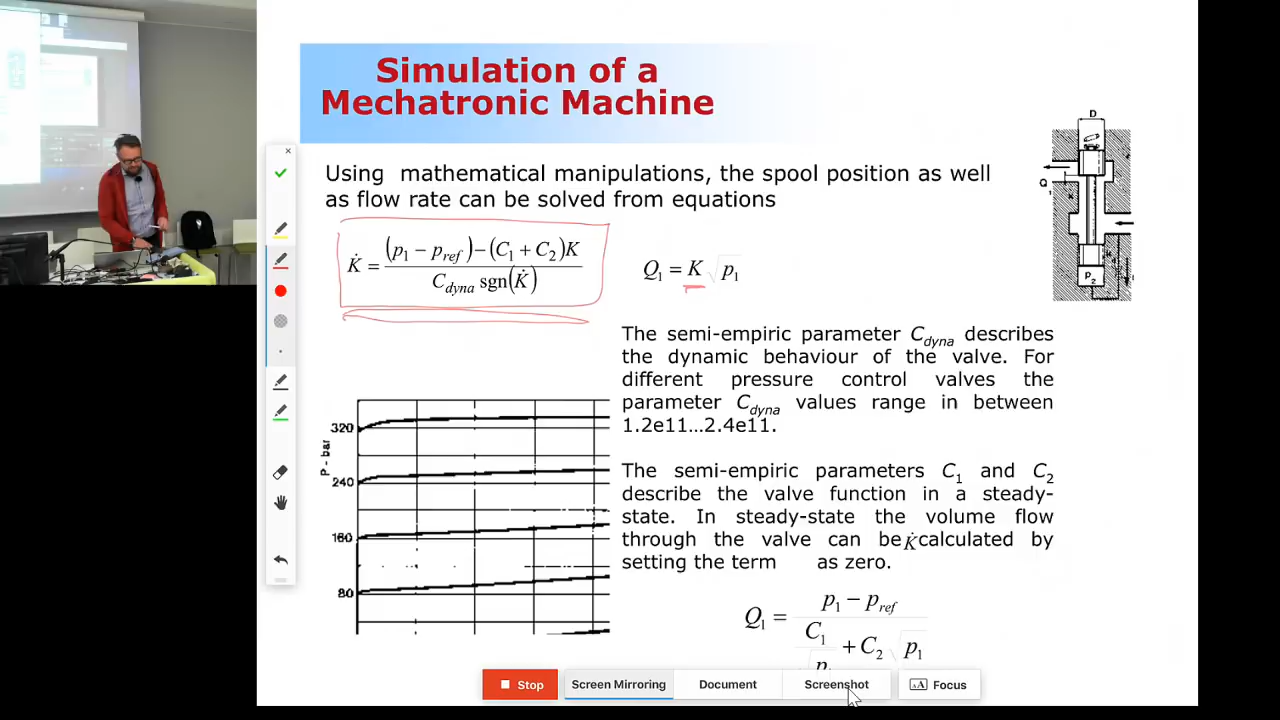 Simulation of a
Mechatronic Machine
Using mathematical manipulations, the spool position as well
as flow rate can be solved from equations
K̇ = ((p₁ − p_ref) − (C₁ + C₂)K) / (C_dyna sgn(K̇))
Q₁ = K √p₁
D
Q
P₂
The semi-empiric parameter C_dyna describes
the dynamic behaviour of the valve. For
different pressure control valves the
parameter C_dyna values range in between
1.2e11…2.4e11.
The semi-empiric parameters C₁ and C₂
describe the valve function in a steady-
state. In steady-state the volume flow
through the valve can be K̇ calculated by
setting the term as zero.
Q₁ = (p₁ − p_ref) / (C₁/√p + C₂ √p₁)
P - bar
320
240
160
80
Stop
Screen Mirroring
Document
Screenshot
Focus